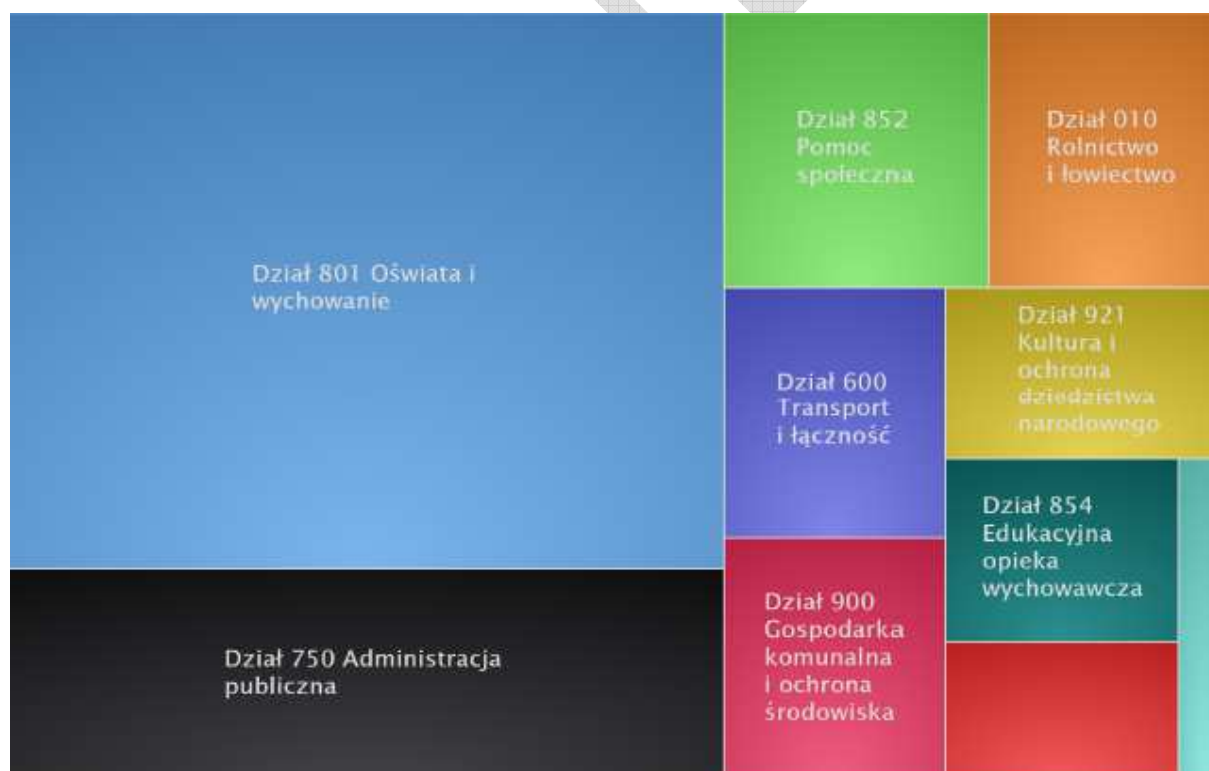 Dział 801 Oświata i
wychowanie
Dział 750 Administracja
publiczna
Dział 852
Pomoc
społeczna
Dział 010
Rolnictwo
i łowiectwo
Dział 600
Transport
i łączność
Dział 921
Kultura i
ochrona
dziedzictwa
narodowego
Dział 854
Edukacyjna
opieka
wychowawcza
Dział 900
Gospodarka
komunalna
i ochrona
środowiska